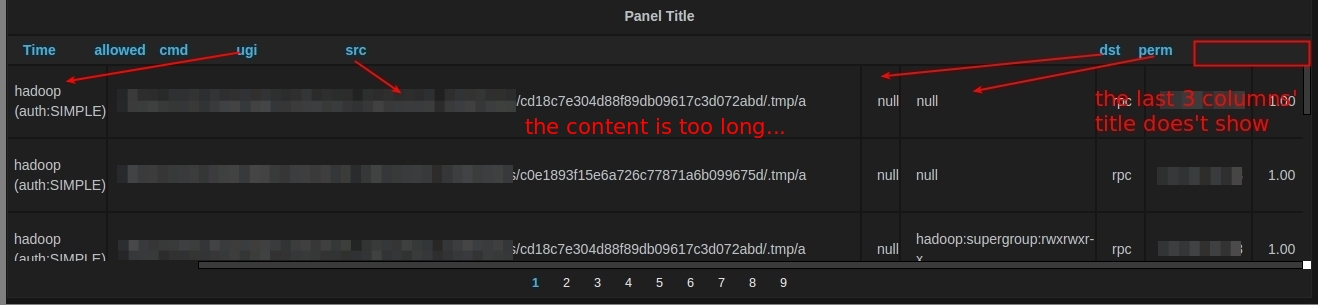 Panel Title
Time allowed cmd ugi src dst perm
hadoop
(auth:SIMPLE)
/cd18c7e304d88f89db09617c3d072abd/.tmp/a null null rpc 1.00
the last 3 columns'
title does't show
the content is too long...
hadoop
(auth:SIMPLE)
s/c0e1893f15e6a726c77871a6b099675d/.tmp/a null null rpc 1.00
hadoop
(auth:SIMPLE)
s/cd18c7e304d88f89db09617c3d072abd/.tmp/a null hadoop:supergroup:rwxrwxr-
x
rpc 1.00
1 2 3 4 5 6 7 8 9